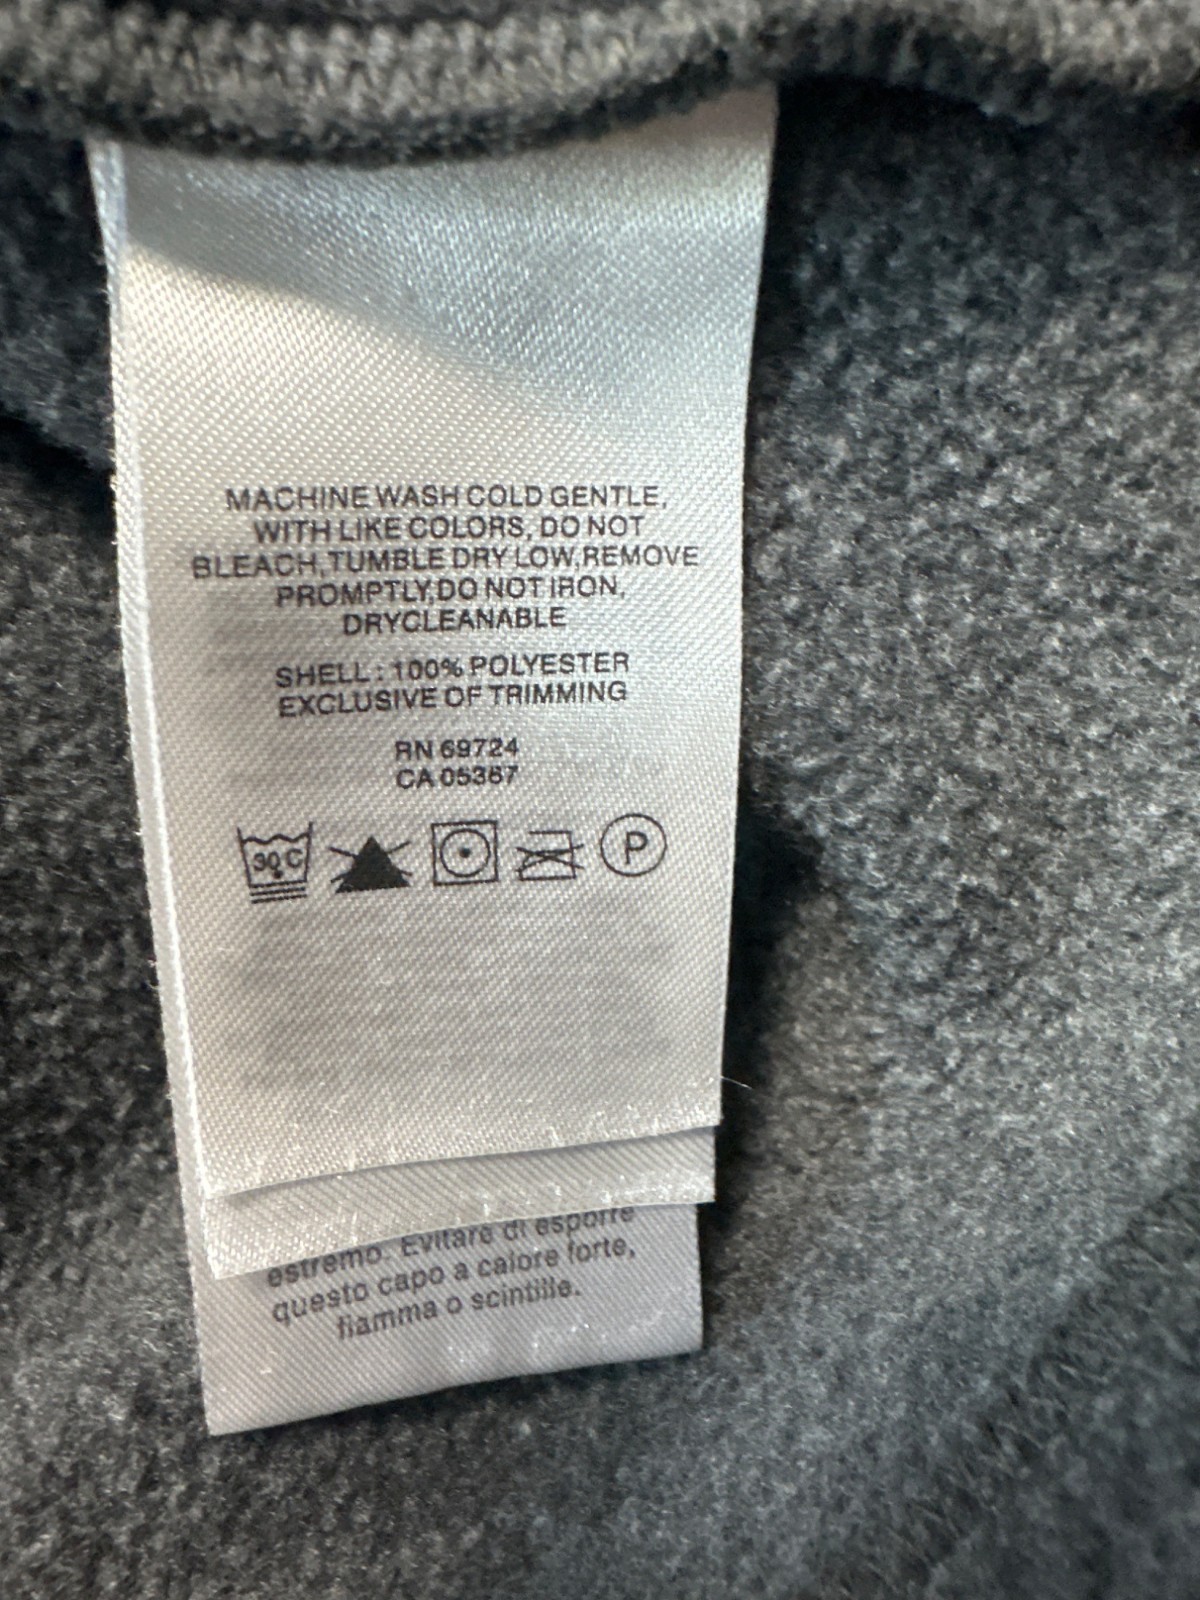 MACHINE WASH COLD GENTLE,
WITH LIKE COLORS, DO NOT
BLEACH,TUMBLE DRY LOW,REMOVE
PROMPTLY,DO NOT IRON,
DRYCLEANABLE
SHELL : 100% POLYESTER
EXCLUSIVE OF TRIMMING
RN 69724
CA 05367
30°C P
estremo. Evitare di esporre
questo capo a calore forte,
fiamma o scintille.